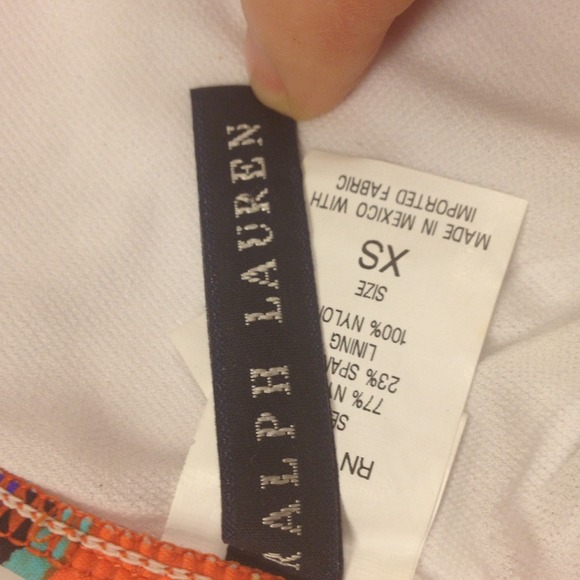 RALPH LAUREN
RN
77% NY
23% SPAN
LINING
100% NYLON
SIZE
XS
MADE IN MEXICO WITH
IMPORTED FABRIC